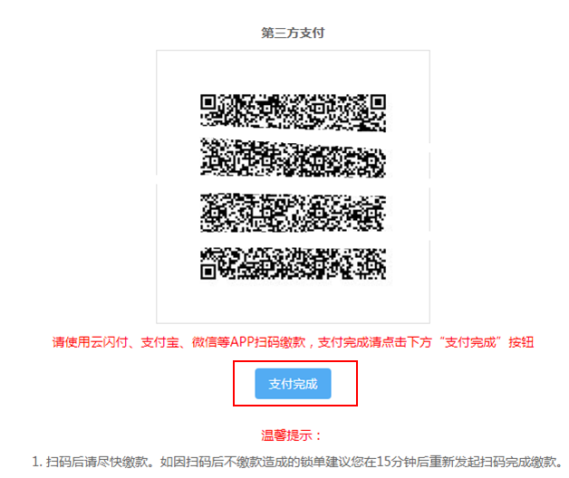 第三方支付
请使用云闪付、支付宝、微信等APP扫码缴款，支付完成请点击下方“支付完成”按钮
支付完成
温馨提示：
1. 扫码后请尽快缴款。如因扫码后不缴款造成的锁单建议您在15分钟后重新发起扫码完成缴款。